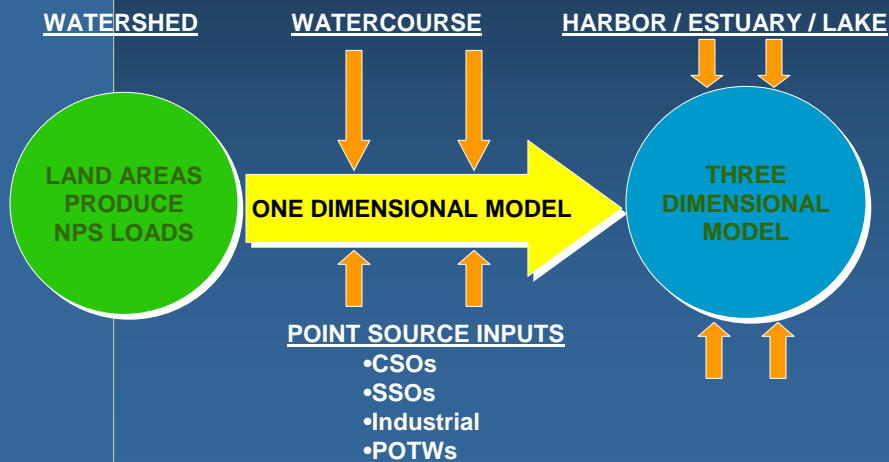 WATERSHED
WATERCOURSE
HARBOR / ESTUARY / LAKE
LAND AREAS
PRODUCE
NPS LOADS
ONE DIMENSIONAL MODEL
THREE
DIMENSIONAL
MODEL
POINT SOURCE INPUTS
•CSOs
•SSOs
•Industrial
•POTWs